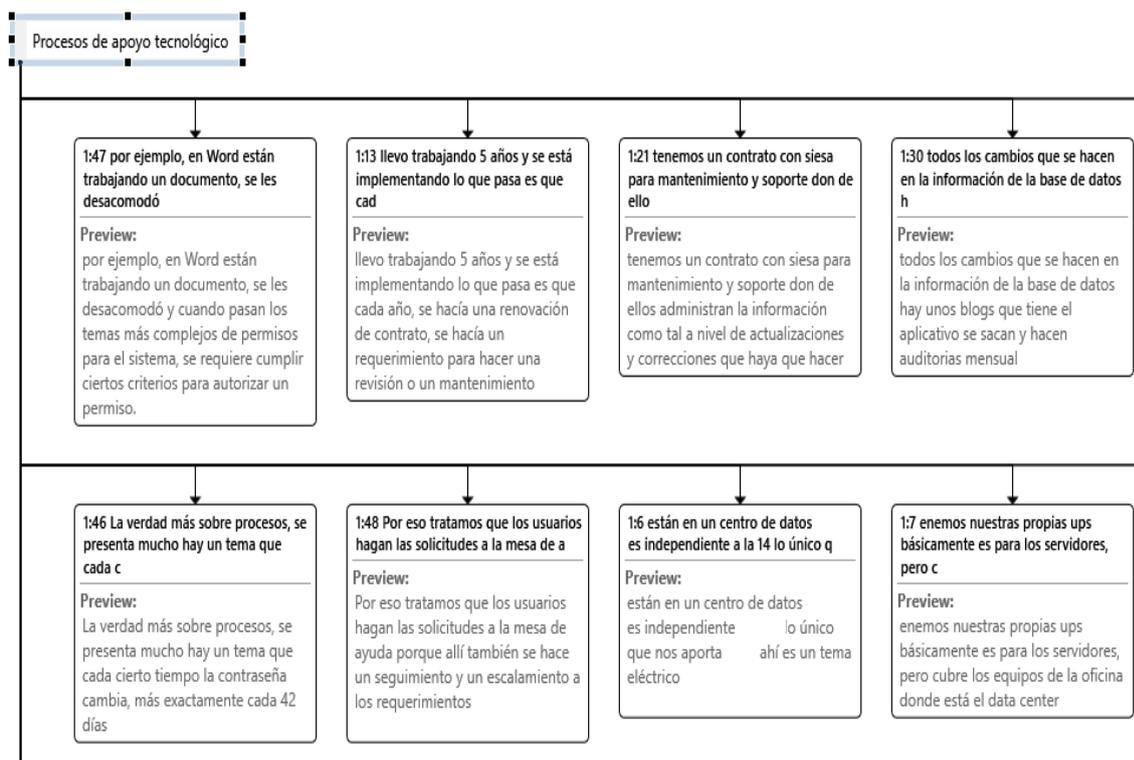 Procesos de apoyo tecnológico
1:47 por ejemplo, en Word están
trabajando un documento, se les
desacomodó
Preview:
por ejemplo, en Word están
trabajando un documento, se les
desacomodó y cuando pasan los
temas más complejos de permisos
para el sistema, se requiere cumplir
ciertos criterios para autorizar un
permiso.
1:13 llevo trabajando 5 años y se está
implementando lo que pasa es que
cad
Preview:
llevo trabajando 5 años y se está
implementando lo que pasa es que
cada año, se hacía una renovación
de contrato, se hacía un
requerimiento para hacer una
revisión o un mantenimiento
1:21 tenemos un contrato con siesa
para mantenimiento y soporte don de
ello
Preview:
tenemos un contrato con siesa para
mantenimiento y soporte don de
ellos administran la información
como tal a nivel de actualizaciones
y correcciones que haya que hacer
1:30 todos los cambios que se hacen
en la información de la base de datos
h
Preview:
todos los cambios que se hacen en
la información de la base de datos
hay unos blogs que tiene el
aplicativo se sacan y hacen
auditorias mensual
1:46 La verdad más sobre procesos, se
presenta mucho hay un tema que
cada c
Preview:
La verdad más sobre procesos, se
presenta mucho hay un tema que
cada cierto tiempo la contraseña
cambia, más exactamente cada 42
días
1:48 Por eso tratamos que los usuarios
hagan las solicitudes a la mesa de a
Preview:
Por eso tratamos que los usuarios
hagan las solicitudes a la mesa de
ayuda porque allí también se hace
un seguimiento y un escalamiento a
los requerimientos
1:6 están en un centro de datos
es independiente a la 14 lo único q
Preview:
están en un centro de datos
es independiente lo único
que nos aporta ahí es un tema
eléctrico
1:7 enemos nuestras propias ups
básicamente es para los servidores,
pero c
Preview:
enemos nuestras propias ups
básicamente es para los servidores,
pero cubre los equipos de la oficina
donde está el data center